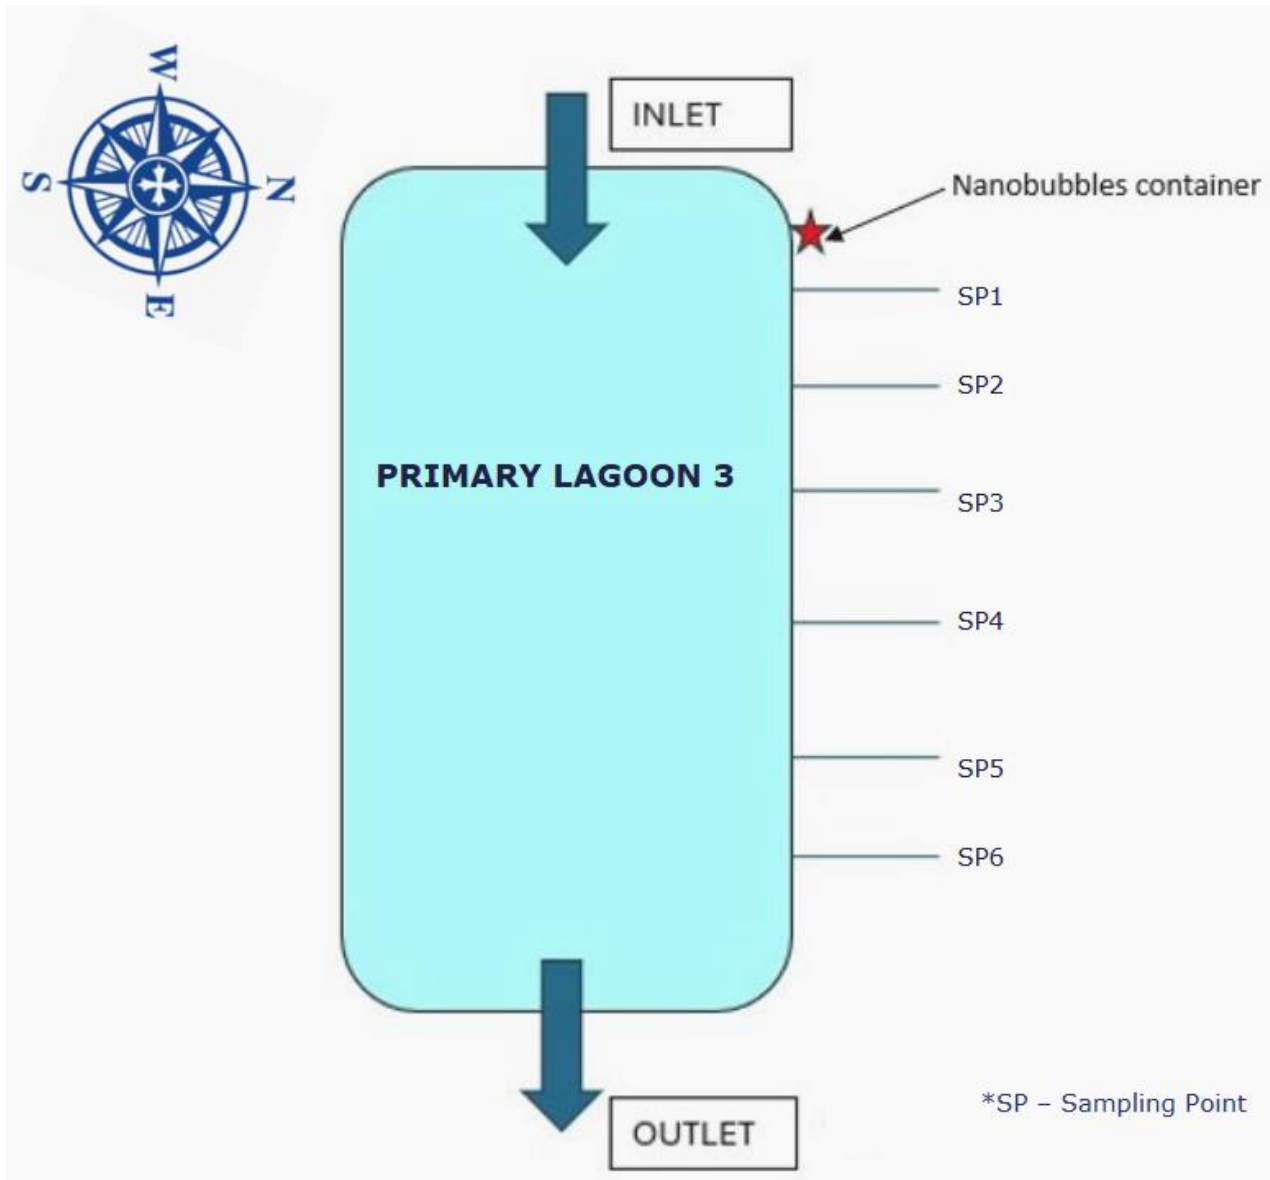 W
S
N
E
INLET
Nanobubbles container
SP1
SP2
PRIMARY LAGOON 3
SP3
SP4
SP5
SP6
OUTLET
*SP – Sampling Point